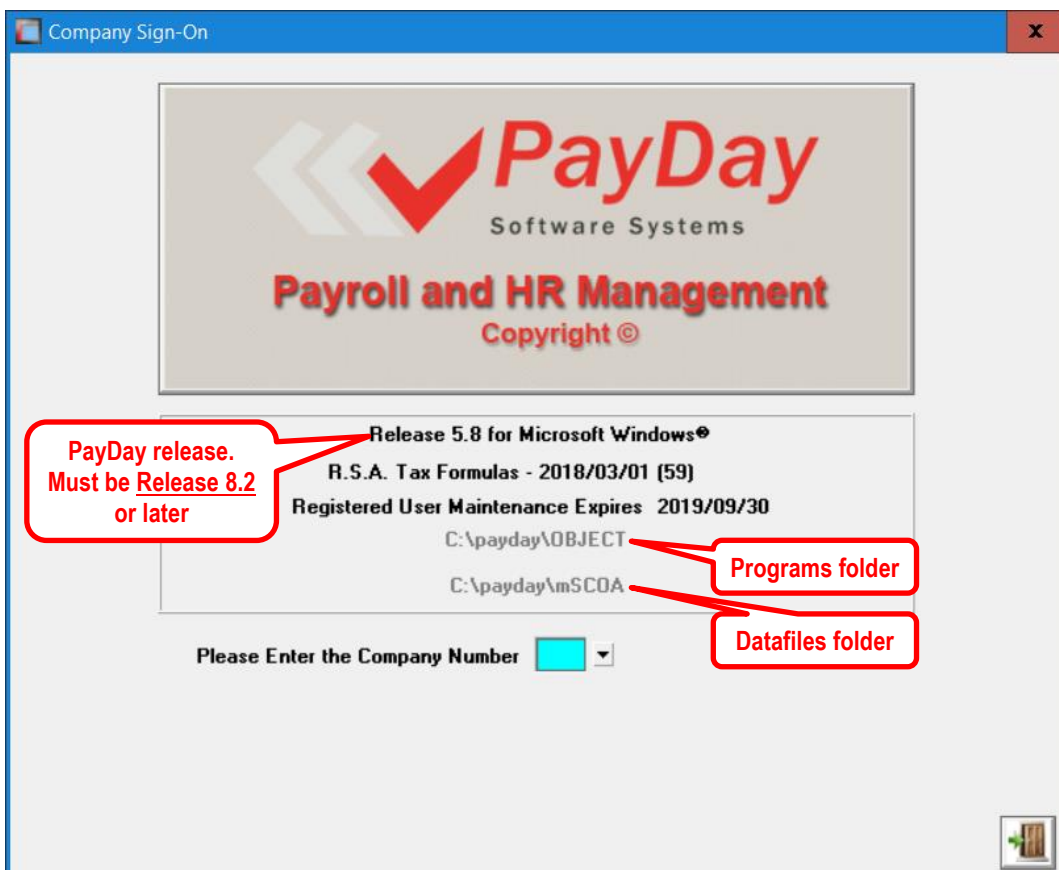 Company Sign-On
x
PayDay
Software Systems
Payroll and HR Management
Copyright ©
Release 5.8 for Microsoft Windows®
PayDay release.
Must be Release 8.2
or later
R.S.A. Tax Formulas - 2018/03/01 (59)
Registered User Maintenance Expires 2019/09/30
C:\payday\OBJECT
Programs folder
C:\payday\mSCOA
Datafiles folder
Please Enter the Company Number